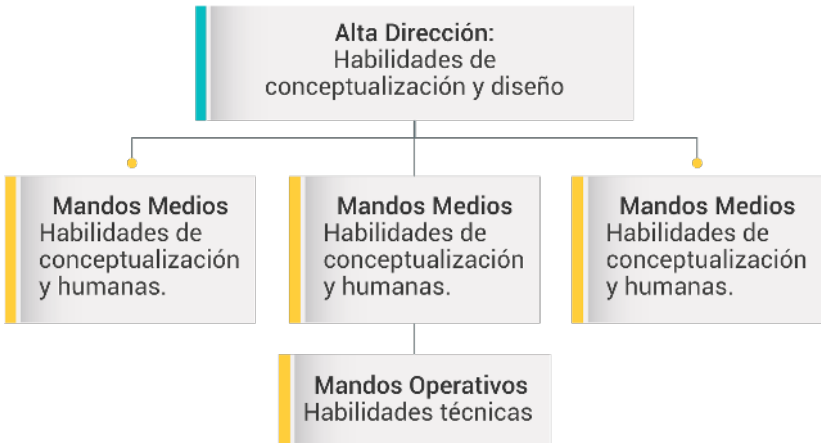 Alta Dirección:
Habilidades de
conceptualización y diseño
Mandos Medios
Habilidades de
conceptualización
y humanas.
Mandos Medios
Habilidades de
conceptualización
y humanas.
Mandos Medios
Habilidades de
conceptualización
y humanas.
Mandos Operativos
Habilidades técnicas